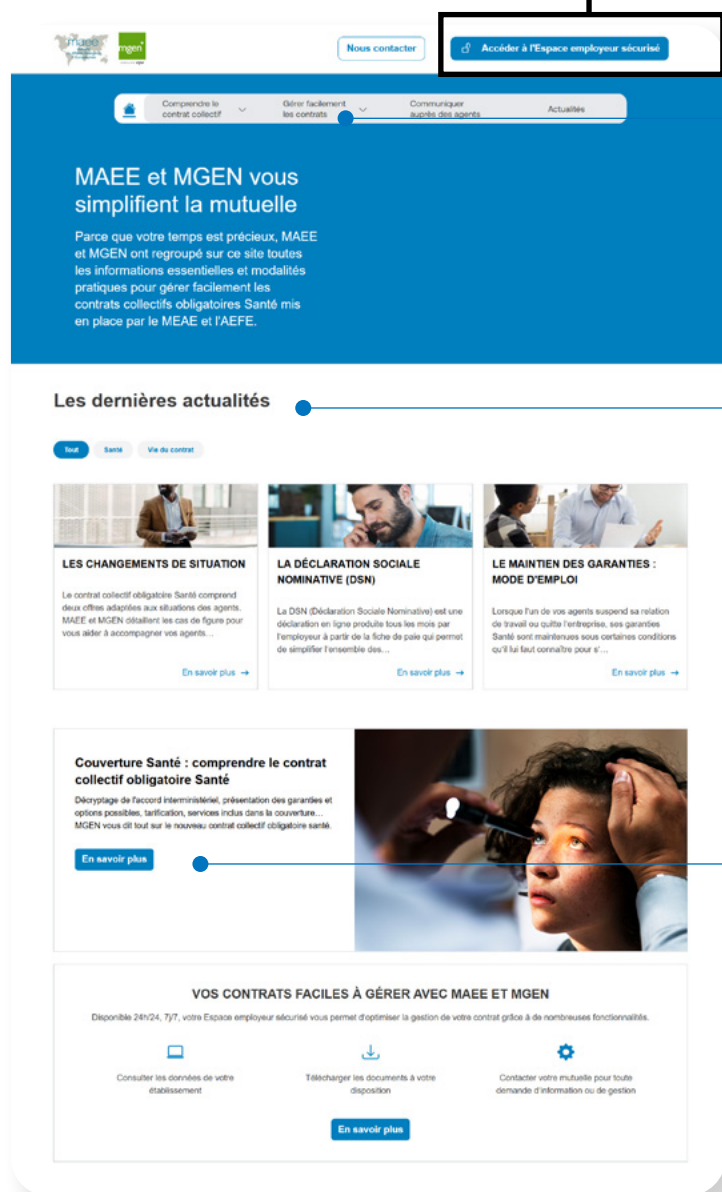 maee
mgen
Nous contacter
Accéder à l'Espace employeur sécurisé
Comprendre le
contrat collectif
Gérer facilement
les contrats
Communiquer
auprès des agents
Actualités
MAEE et MGEN vous
simplifient la mutuelle
Parce que votre temps est précieux, MAEE
et MGEN ont regroupé sur ce site toutes
les informations essentielles et modalités
pratiques pour gérer facilement les
contrats collectifs obligatoires Santé mis
en place par le MEAE et l'AEFE.
Les dernières actualités
Tout
Santé
Vie du contrat
LES CHANGEMENTS DE SITUATION
Le contrat collectif obligatoire Santé comprend
deux offres adaptées aux situations des agents.
MAEE et MGEN détaillent les cas de figure pour
vous aider à accompagner vos agents…
En savoir plus →
LA DÉCLARATION SOCIALE
NOMINATIVE (DSN)
La DSN (Déclaration Sociale Nominative) est une
déclaration en ligne produite tous les mois par
l'employeur à partir de la fiche de paie qui permet
de simplifier l'ensemble des…
En savoir plus →
LE MAINTIEN DES GARANTIES :
MODE D'EMPLOI
Lorsque l'un de vos agents suspend sa relation
de travail ou quitte l'entreprise, ses garanties
Santé sont maintenues sous certaines conditions
qu'il lui faut connaître pour s'…
En savoir plus →
Couverture Santé : comprendre le contrat
collectif obligatoire Santé
Décryptage de l'accord interministériel, présentation des garanties et
options possibles, tarification, services inclus dans la couverture…
MGEN vous dit tout sur le nouveau contrat collectif obligatoire santé.
En savoir plus
VOS CONTRATS FACILES À GÉRER AVEC MAEE ET MGEN
Disponible 24h/24, 7j/7, votre Espace employeur sécurisé vous permet d'optimiser la gestion de votre contrat grâce à de nombreuses fonctionnalités.
Consulter les données de votre
établissement
Télécharger les documents à votre
disposition
Contacter votre mutuelle pour toute
demande d'information ou de gestion
En savoir plus